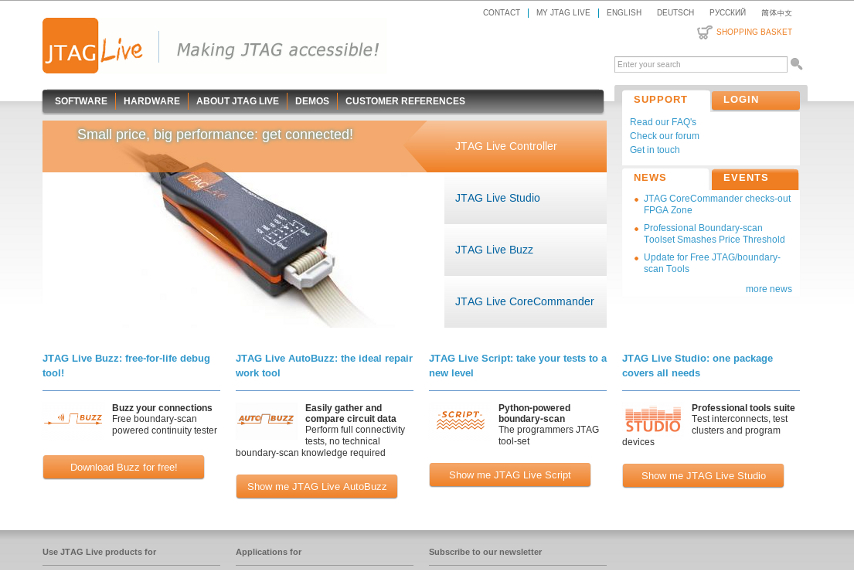 CONTACT
MY JTAG LIVE
ENGLISH
DEUTSCH
РУССКИЙ
简体中文
JTAG Live
Making JTAG accessible!
SHOPPING BASKET
Enter your search
SOFTWARE
HARDWARE
ABOUT JTAG LIVE
DEMOS
CUSTOMER REFERENCES
SUPPORT
LOGIN
Read our FAQ's
Check our forum
Get in touch
Small price, big performance: get connected!
JTAG Live
JTAG Live Controller
JTAG Live Studio
JTAG Live Buzz
JTAG Live CoreCommander
NEWS
EVENTS
JTAG CoreCommander checks-out
FPGA Zone
Professional Boundary-scan
Toolset Smashes Price Threshold
Update for Free JTAG/boundary-
scan Tools
more news
JTAG Live Buzz: free-for-life debug
tool!
BUZZ
Buzz your connections
Free boundary-scan
powered continuity tester
Download Buzz for free!
JTAG Live AutoBuzz: the ideal repair
work tool
AUTOBUZZ
Easily gather and
compare circuit data
Perform full connectivity
tests, no technical
boundary-scan knowledge required
Show me JTAG Live AutoBuzz
JTAG Live Script: take your tests to a
new level
SCRIPT
Python-powered
boundary-scan
The programmers JTAG
tool-set
Show me JTAG Live Script
JTAG Live Studio: one package
covers all needs
STUDIO
Professional tools suite
Test interconnects, test
clusters and program
devices
Show me JTAG Live Studio
Use JTAG Live products for
Applications for
Subscribe to our newsletter